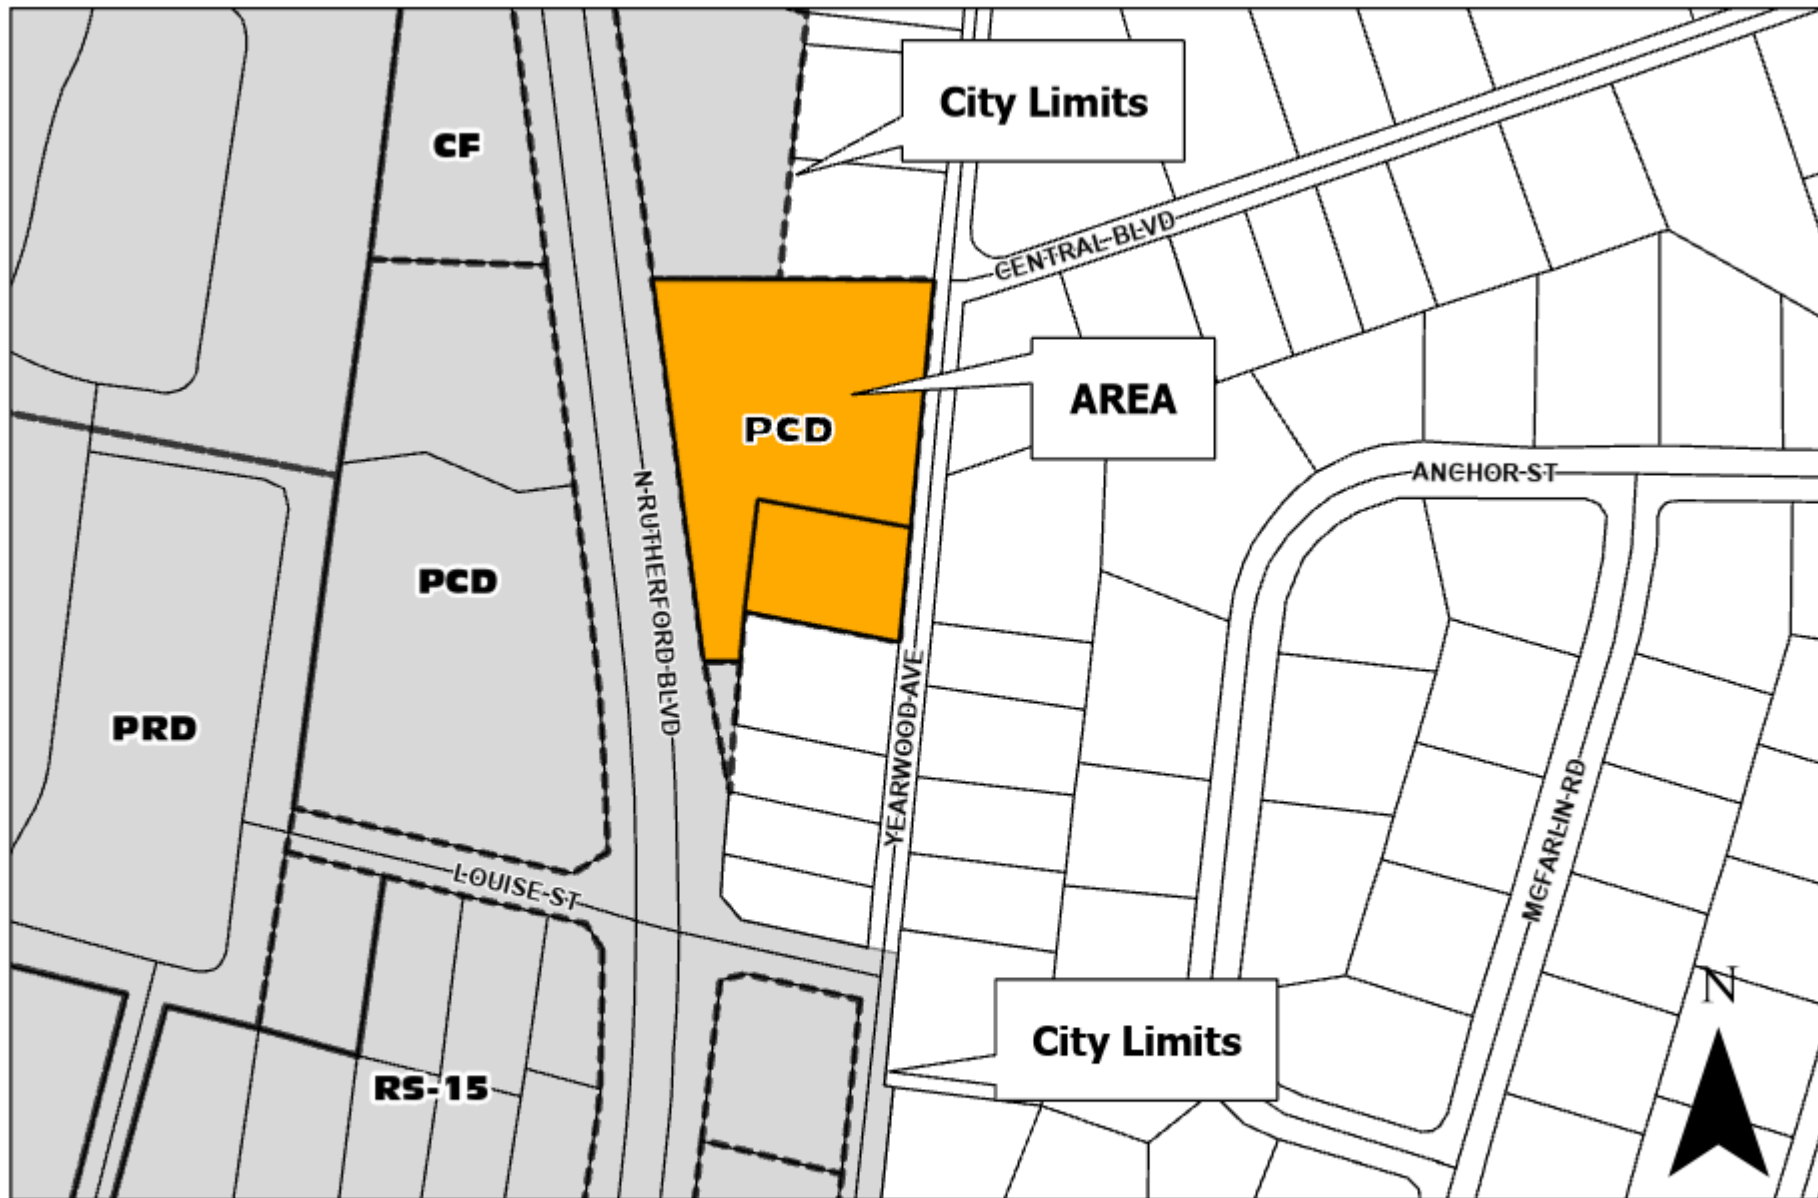 City Limits
CF
CENTRAL BLVD
AREA
PCD
ANCHOR ST
N RUTHERFORD BLVD
PCD
PRD
YEARWOOD AVE
MCFARLIN RD
LOUISE ST
N
City Limits
RS-15